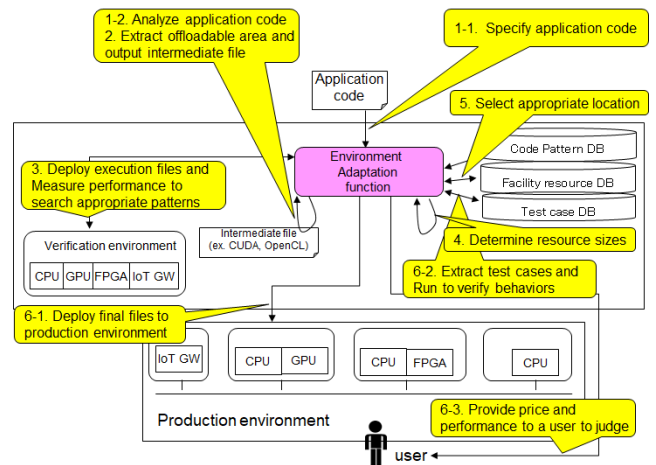 1-2. Analyze application code
2. Extract offloadable area and
output intermediate file
1-1.  Specify application code
Application
code
5. Select appropriate location
3. Deploy execution files and
Measure performance to
search appropriate patterns
Environment
Adaptation
function
Code Pattern DB
Facility resource DB
Test case DB
Verification environment
CPU GPU FPGA IoT GW
Intermediate file
(ex. CUDA, OpenCL)
4. Determine resource sizes
6-2. Extract test cases and
Run to verify behaviors
6-1. Deploy final files to
production environment
IoT GW
CPU GPU
CPU FPGA
CPU
Production environment
6-3. Provide price and
performance to a user to judge
user